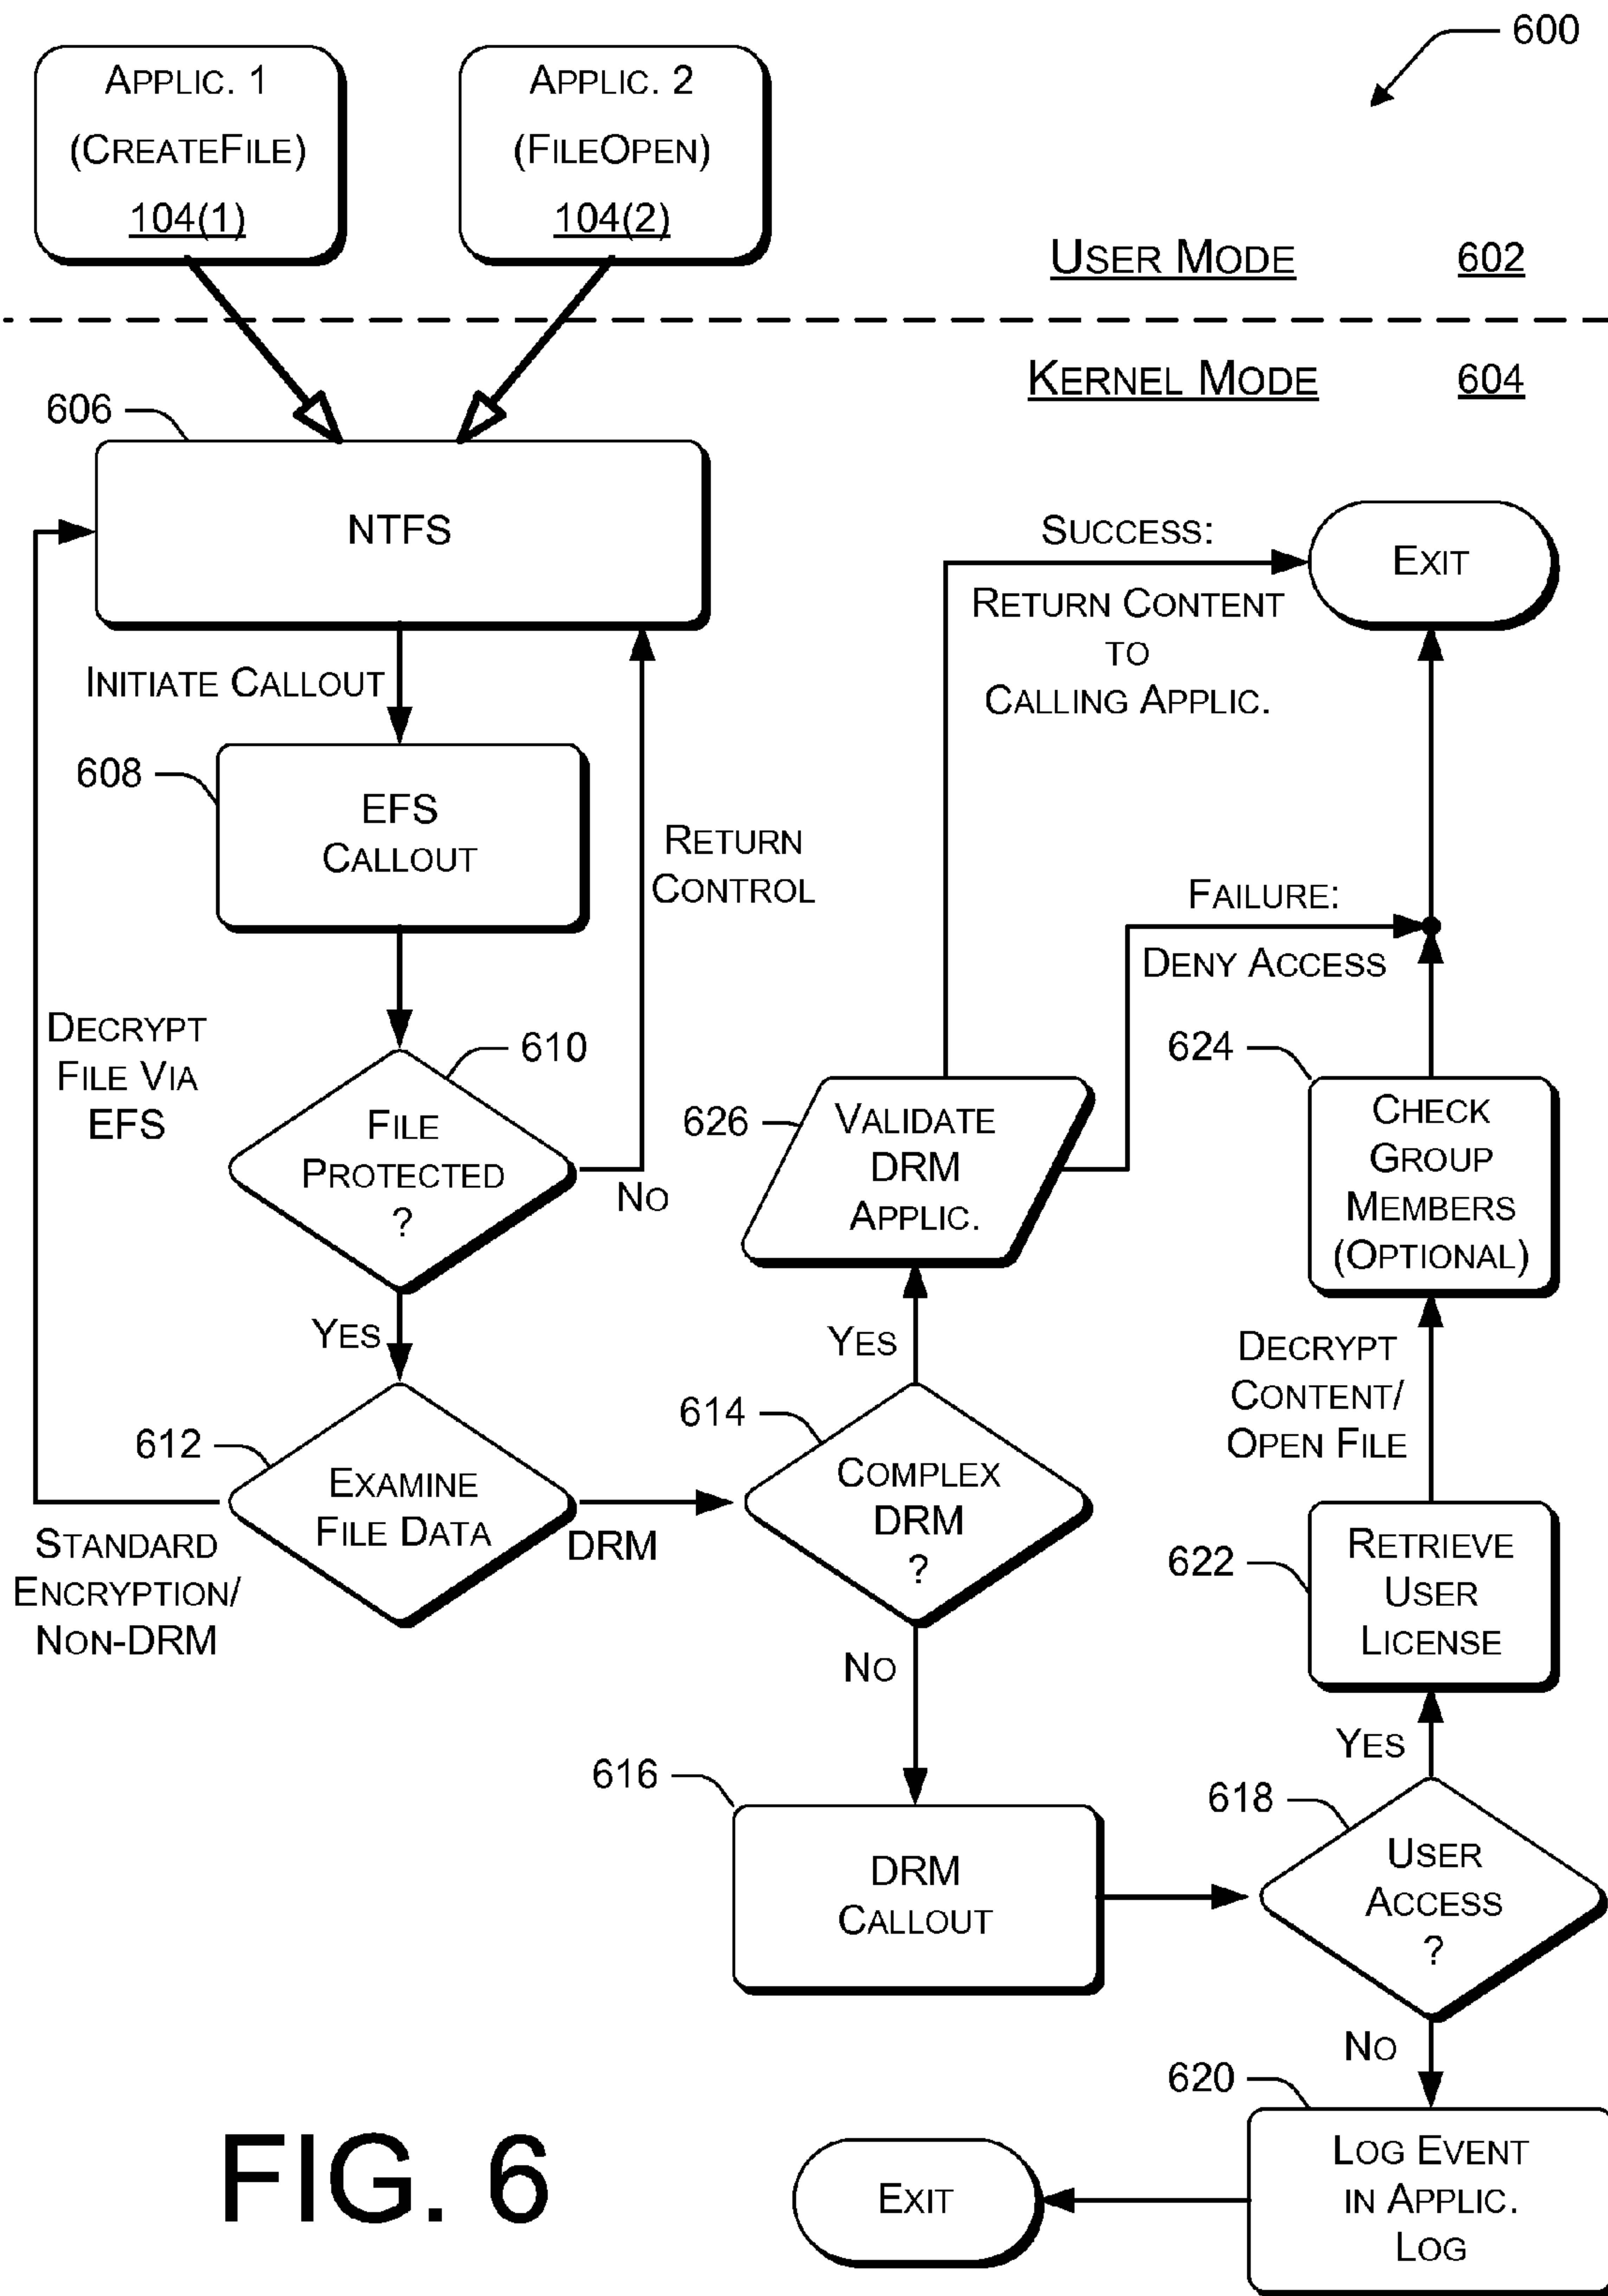 600
APPLIC. 1
(CREATEFILE)
104(1)
APPLIC. 2
(FILEOPEN)
104(2)
USER MODE 602
KERNEL MODE 604
606
NTFS
SUCCESS:
RETURN CONTENT
TO
CALLING APPLIC.
EXIT
INITIATE CALLOUT
608
EFS
CALLOUT
RETURN
CONTROL
FAILURE:
DENY ACCESS
DECRYPT
FILE VIA
EFS
610
FILE
PROTECTED
?
NO
YES
626
VALIDATE
DRM
APPLIC.
624
CHECK
GROUP
MEMBERS
(OPTIONAL)
YES
DECRYPT
CONTENT/
OPEN FILE
612
EXAMINE
FILE DATA
STANDARD
ENCRYPTION/
NON-DRM
DRM
614
COMPLEX
DRM
?
NO
622
RETRIEVE
USER
LICENSE
YES
616
DRM
CALLOUT
618
USER
ACCESS
?
NO
620
LOG EVENT
IN APPLIC.
LOG
EXIT
FIG. 6